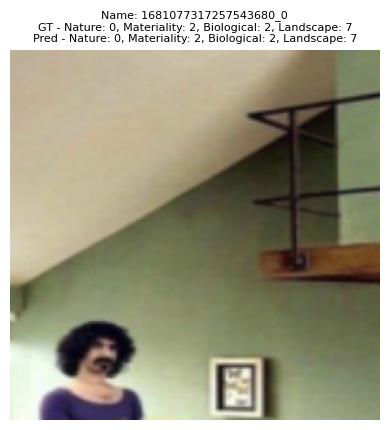 Name: 1681077317257543680_0
GT - Nature: 0, Materiality: 2, Biological: 2, Landscape: 7
Pred - Nature: 0, Materiality: 2, Biological: 2, Landscape: 7